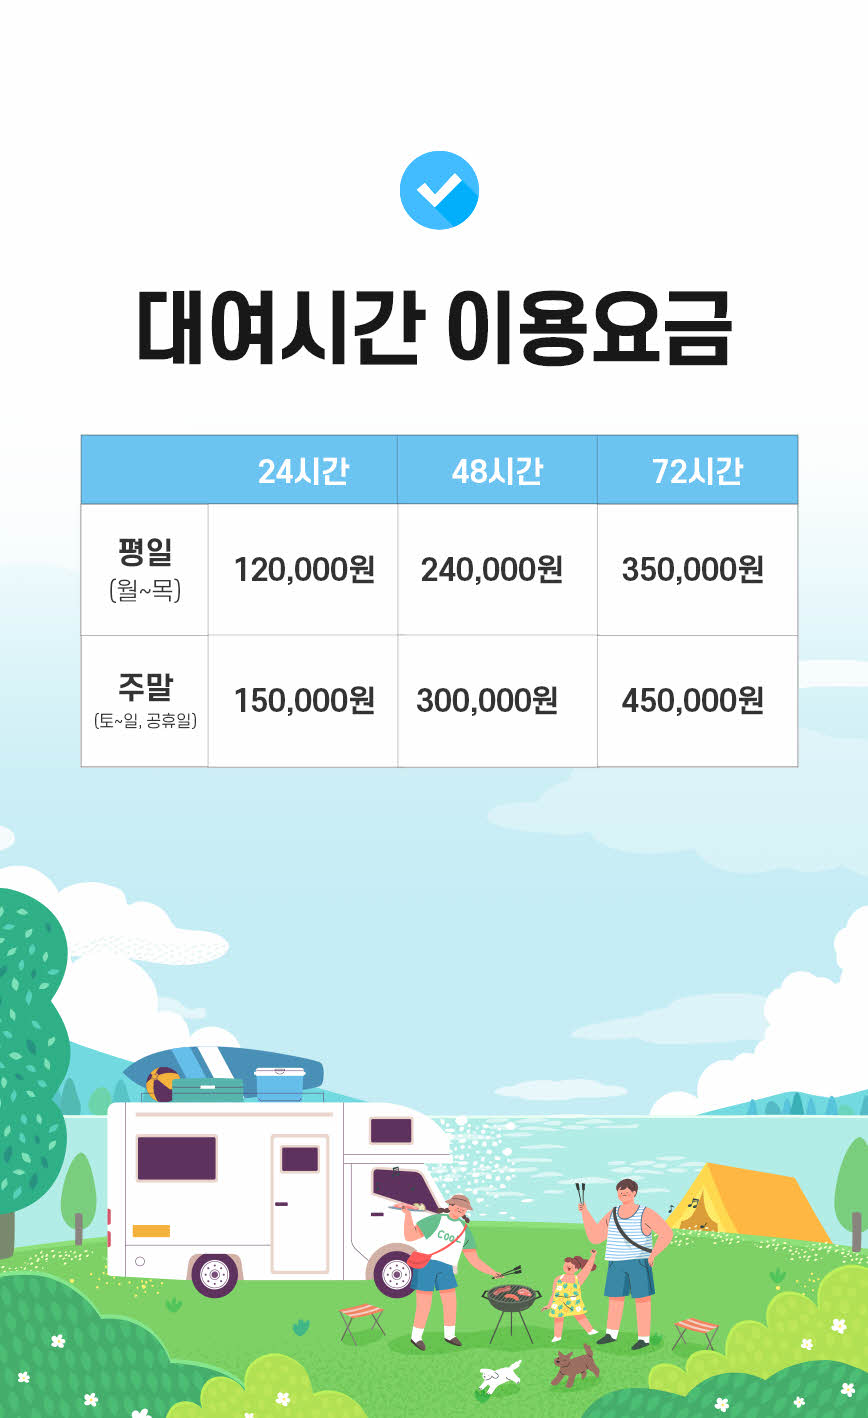 대여시간 이용요금
24시간 48시간 72시간
평일
(월~목)
120,000원 240,000원 350,000원
주말
(토~일, 공휴일)
150,000원 300,000원 450,000원
COOL